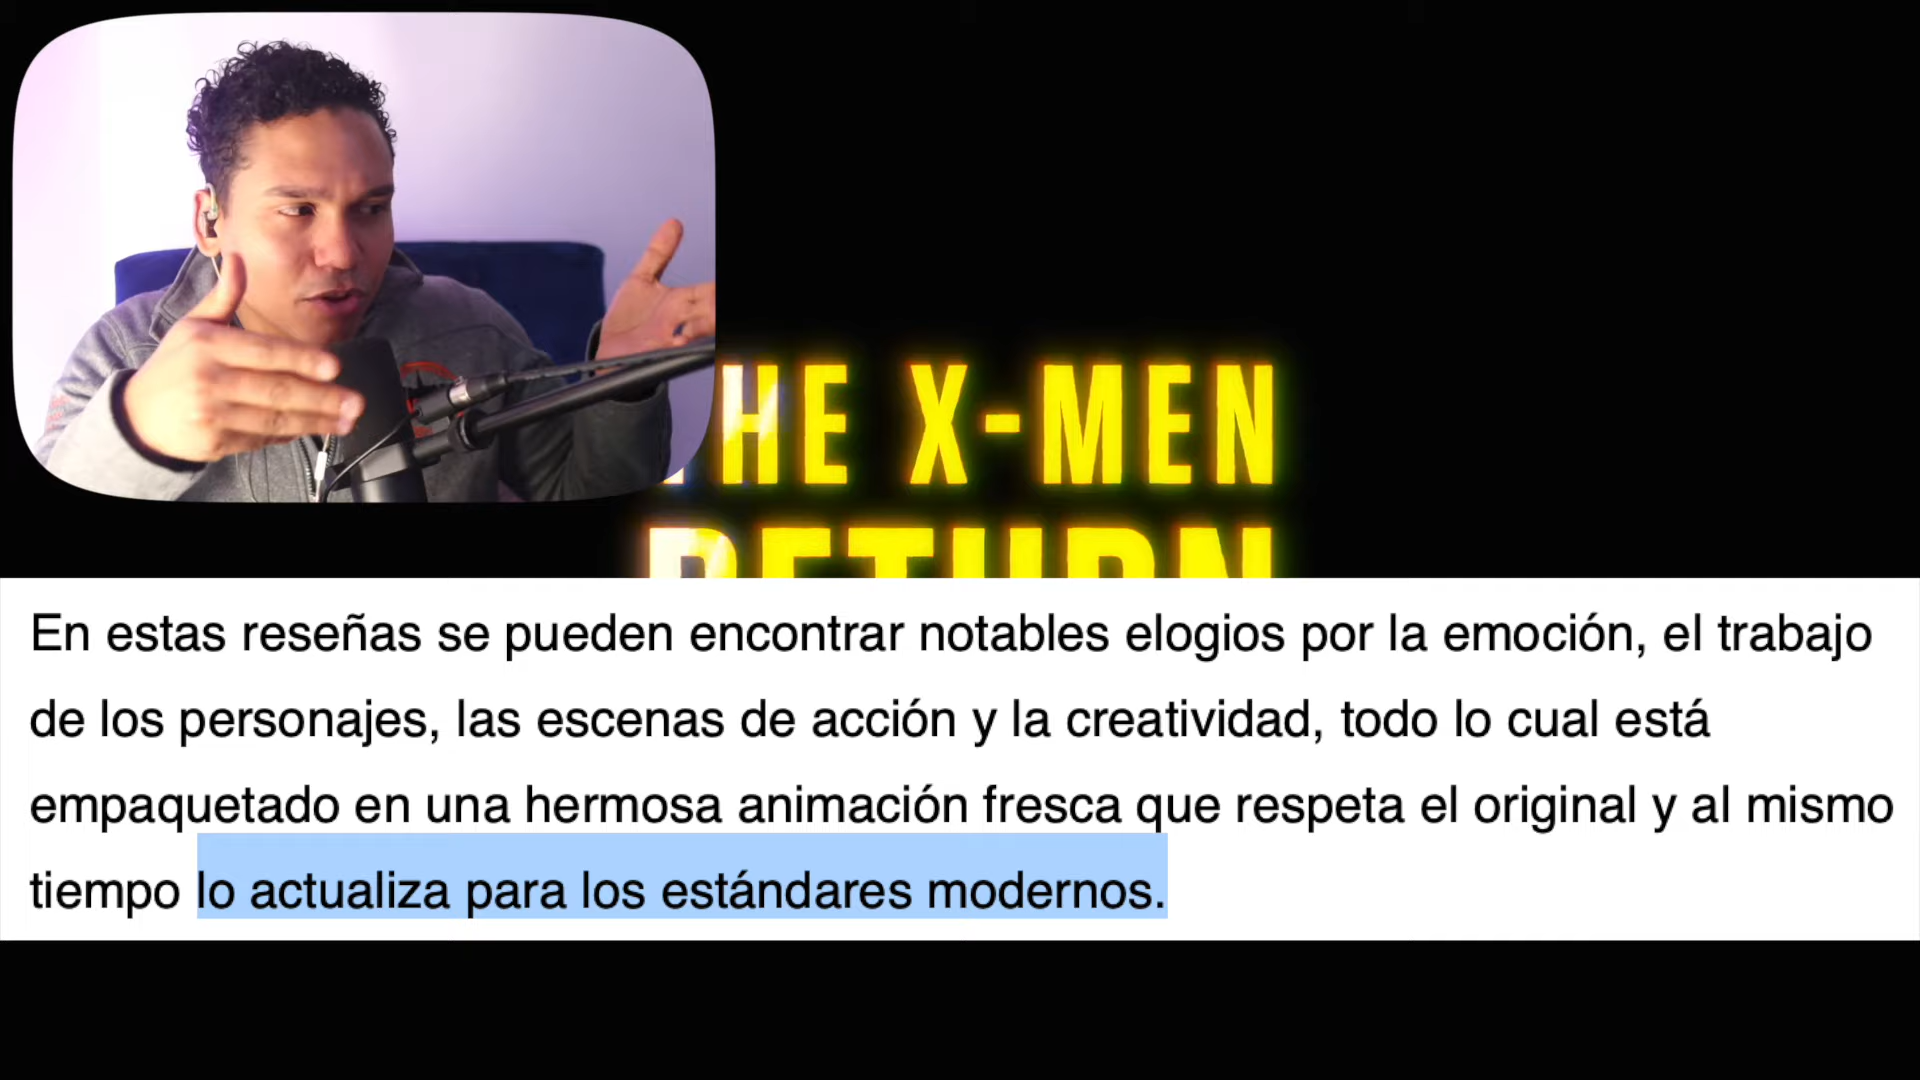 THE X-MEN
RETURN
En estas reseñas se pueden encontrar notables elogios por la emoción, el trabajo
de los personajes, las escenas de acción y la creatividad, todo lo cual está
empaquetado en una hermosa animación fresca que respeta el original y al mismo
tiempo lo actualiza para los estándares modernos.